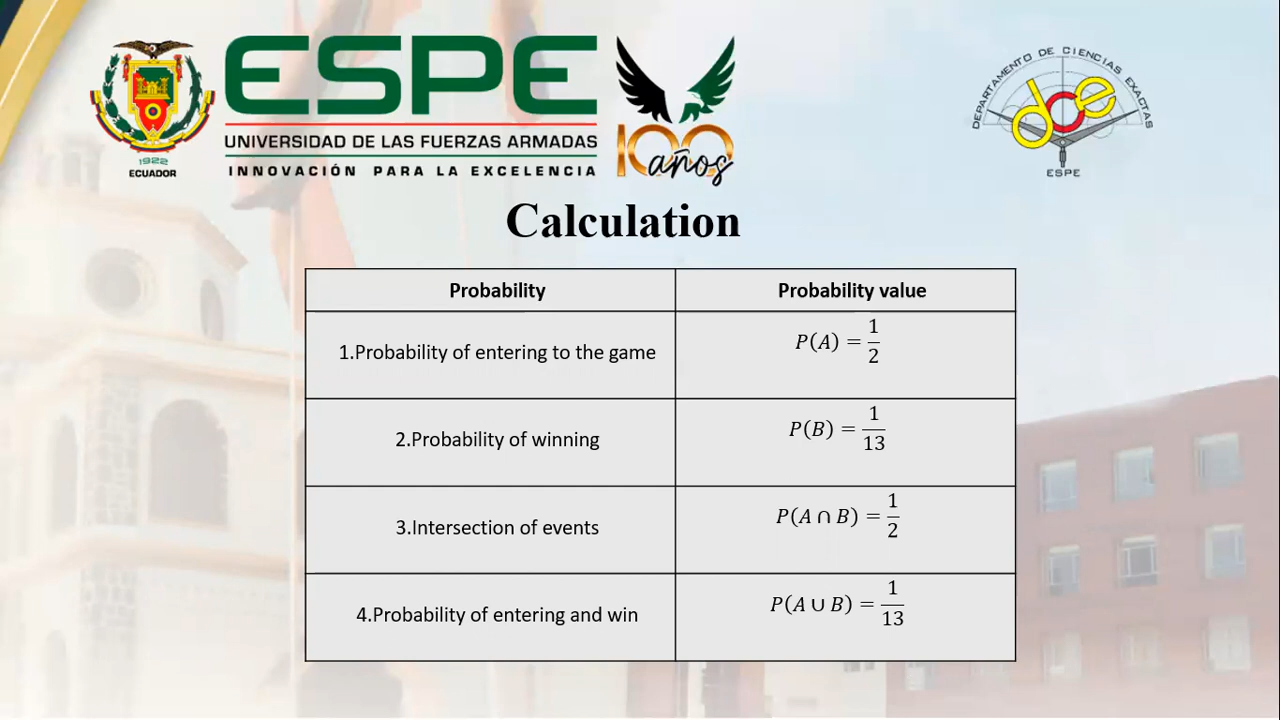 1922
ECUADOR
ESPE
UNIVERSIDAD DE LAS FUERZAS ARMADAS
INNOVACIÓN PARA LA EXCELENCIA
100
años
DEPARTAMENTO DE CIENCIAS EXACTAS
dce
ESPE
Calculation
Probability
Probability value
1.Probability of entering to the game
P(A) = 1/2
2.Probability of winning
P(B) = 1/13
3.Intersection of events
P(A ∩ B) = 1/2
4.Probability of entering and win
P(A ∪ B) = 1/13